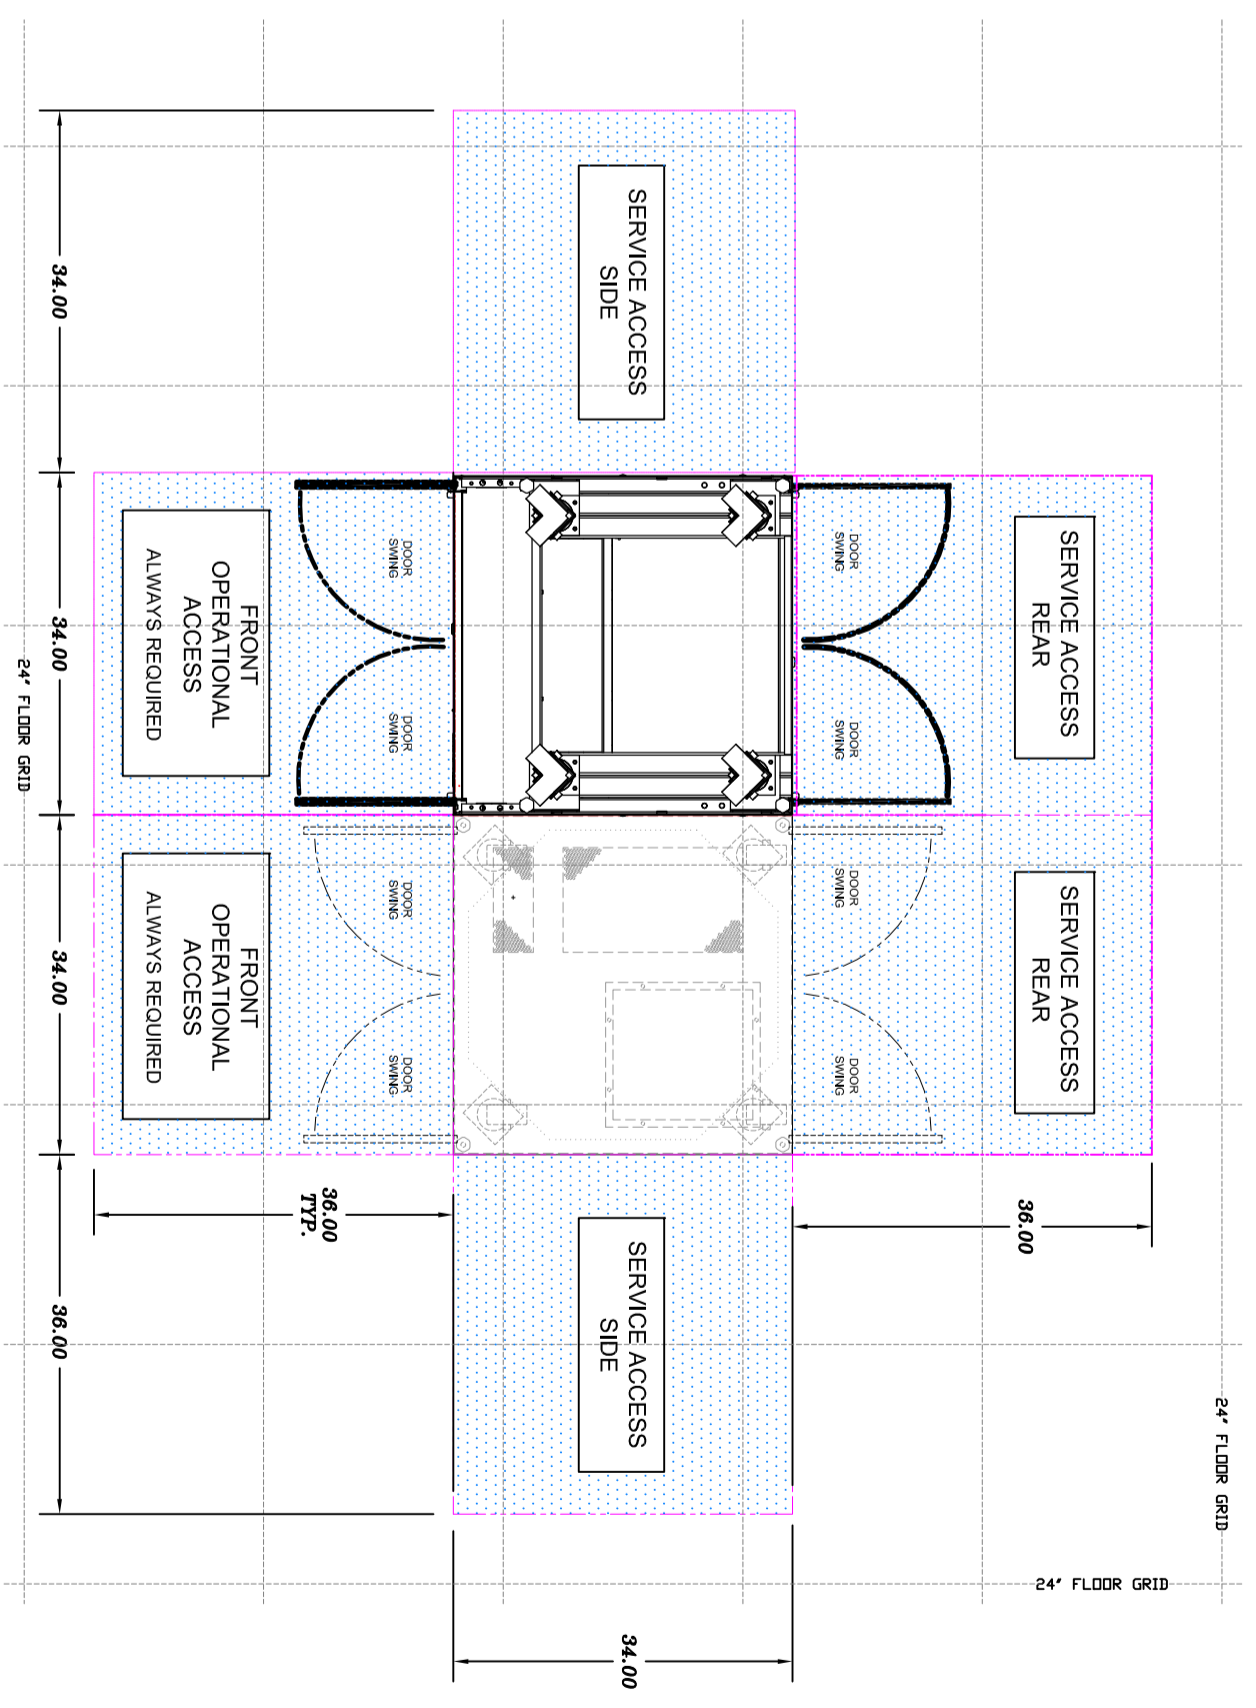 24' FLOOR GRID
24' FLOOR GRID
SERVICE ACCESS
REAR
SERVICE ACCESS
REAR
36.00
DOOR
SWING
DOOR
SWING
DOOR
SWING
DOOR
SWING
SERVICE ACCESS
SIDE
SERVICE ACCESS
SIDE
34.00
DOOR
SWING
DOOR
SWING
DOOR
SWING
DOOR
SWING
36.00
TYP.
FRONT
OPERATIONAL
ACCESS
ALWAYS REQUIRED
FRONT
OPERATIONAL
ACCESS
ALWAYS REQUIRED
34.00
34.00
34.00
36.00
24' FLOOR GRID